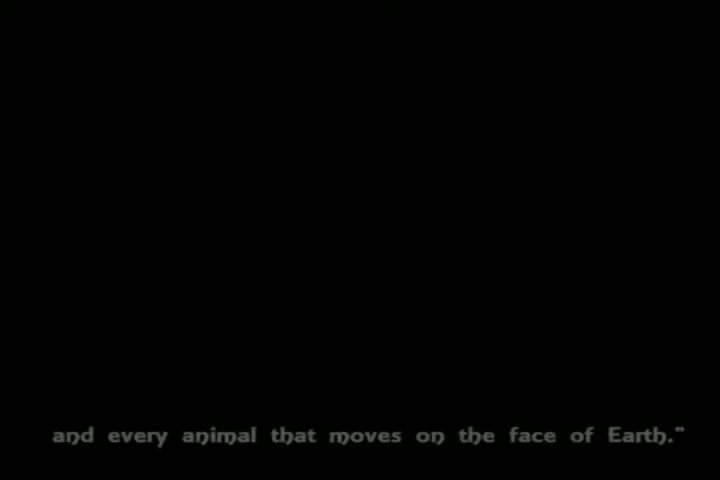 and every animal that moves on the face of Earth."